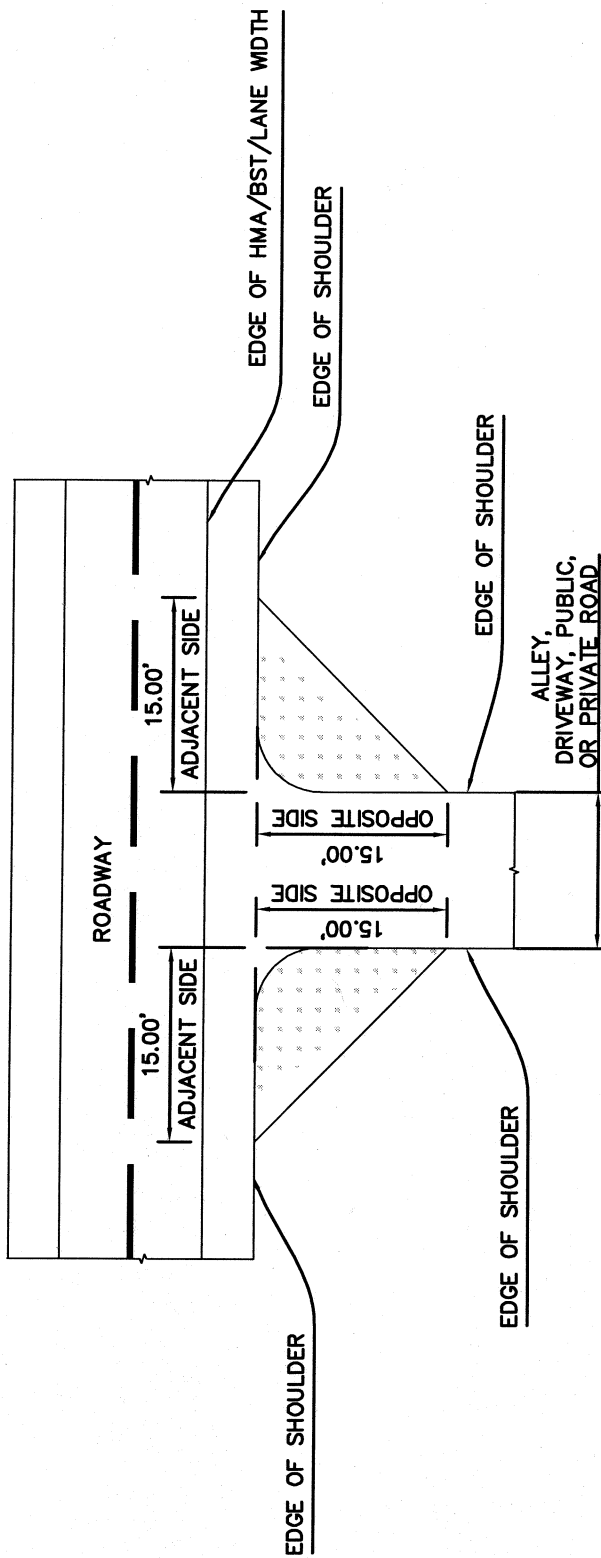 EDGE OF HMA/BST/LANE WIDTH
EDGE OF SHOULDER
ROADWAY
15.00'
ADJACENT SIDE
15.00'
ADJACENT SIDE
15.00'
OPPOSITE SIDE
15.00'
OPPOSITE SIDE
EDGE OF SHOULDER
EDGE OF SHOULDER
EDGE OF SHOULDER
ALLEY,
DRIVEWAY, PUBLIC,
OR PRIVATE ROAD